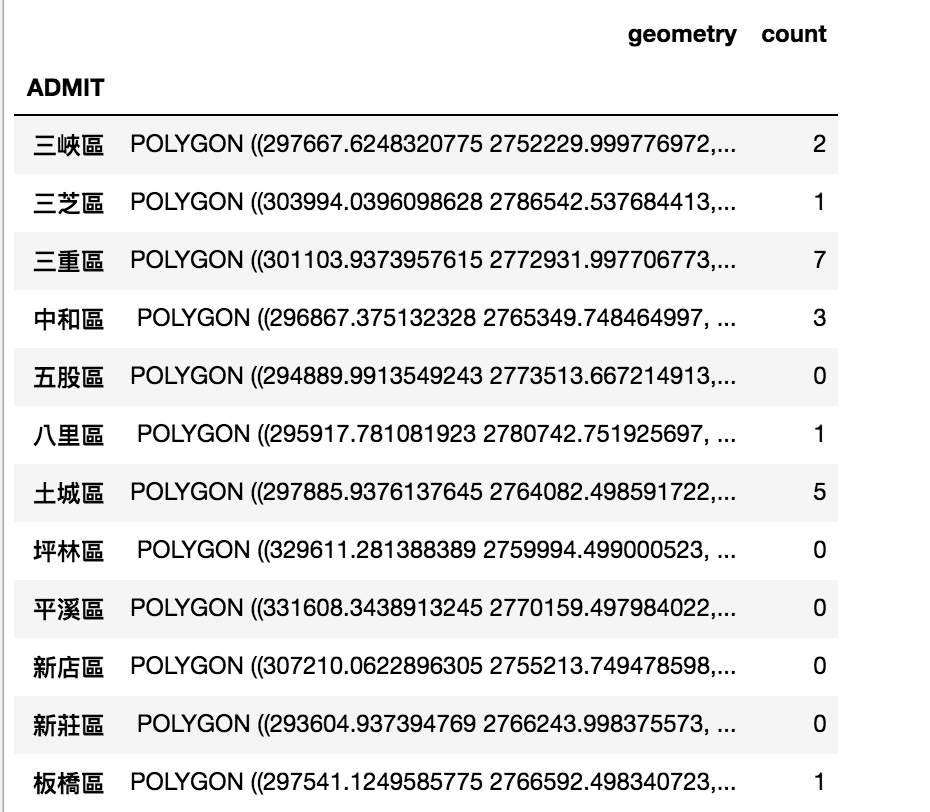 geometry count
ADMIT
三峽區 POLYGON ((297667.6248320775 2752229.999776972,... 2
三芝區 POLYGON ((303994.0396098628 2786542.537684413,... 1
三重區 POLYGON ((301103.9373957615 2772931.997706773,... 7
中和區 POLYGON ((296867.375132328 2765349.748464997, ... 3
五股區 POLYGON ((294889.9913549243 2773513.667214913,... 0
八里區 POLYGON ((295917.781081923 2780742.751925697, ... 1
土城區 POLYGON ((297885.9376137645 2764082.498591722,... 5
坪林區 POLYGON ((329611.281388389 2759994.499000523, ... 0
平溪區 POLYGON ((331608.3438913245 2770159.497984022,... 0
新店區 POLYGON ((307210.0622896305 2755213.749478598,... 0
新莊區 POLYGON ((293604.937394769 2766243.998375573, ... 0
板橋區 POLYGON ((297541.1249585775 2766592.498340723,... 1